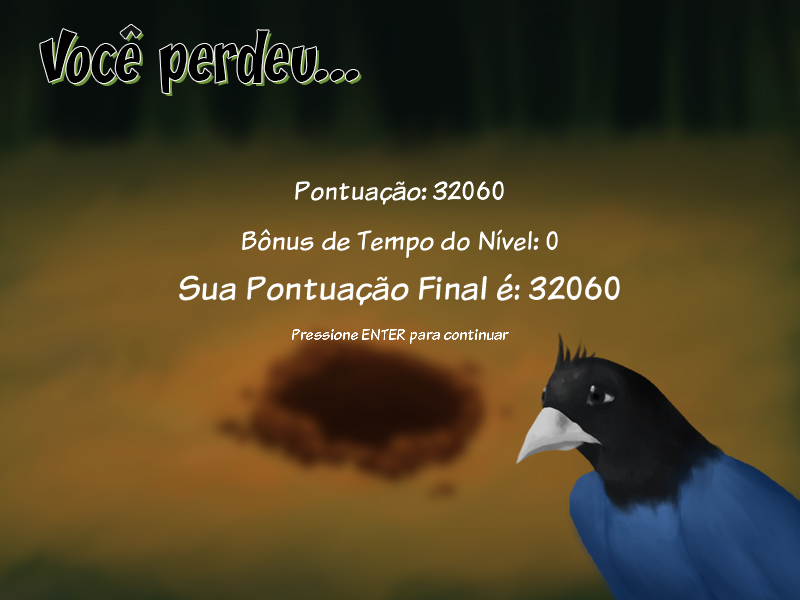 Você perdeu...
Pontuação: 32060
Bônus de Tempo do Nível: 0
Sua Pontuação Final é: 32060
Pressione ENTER para continuar